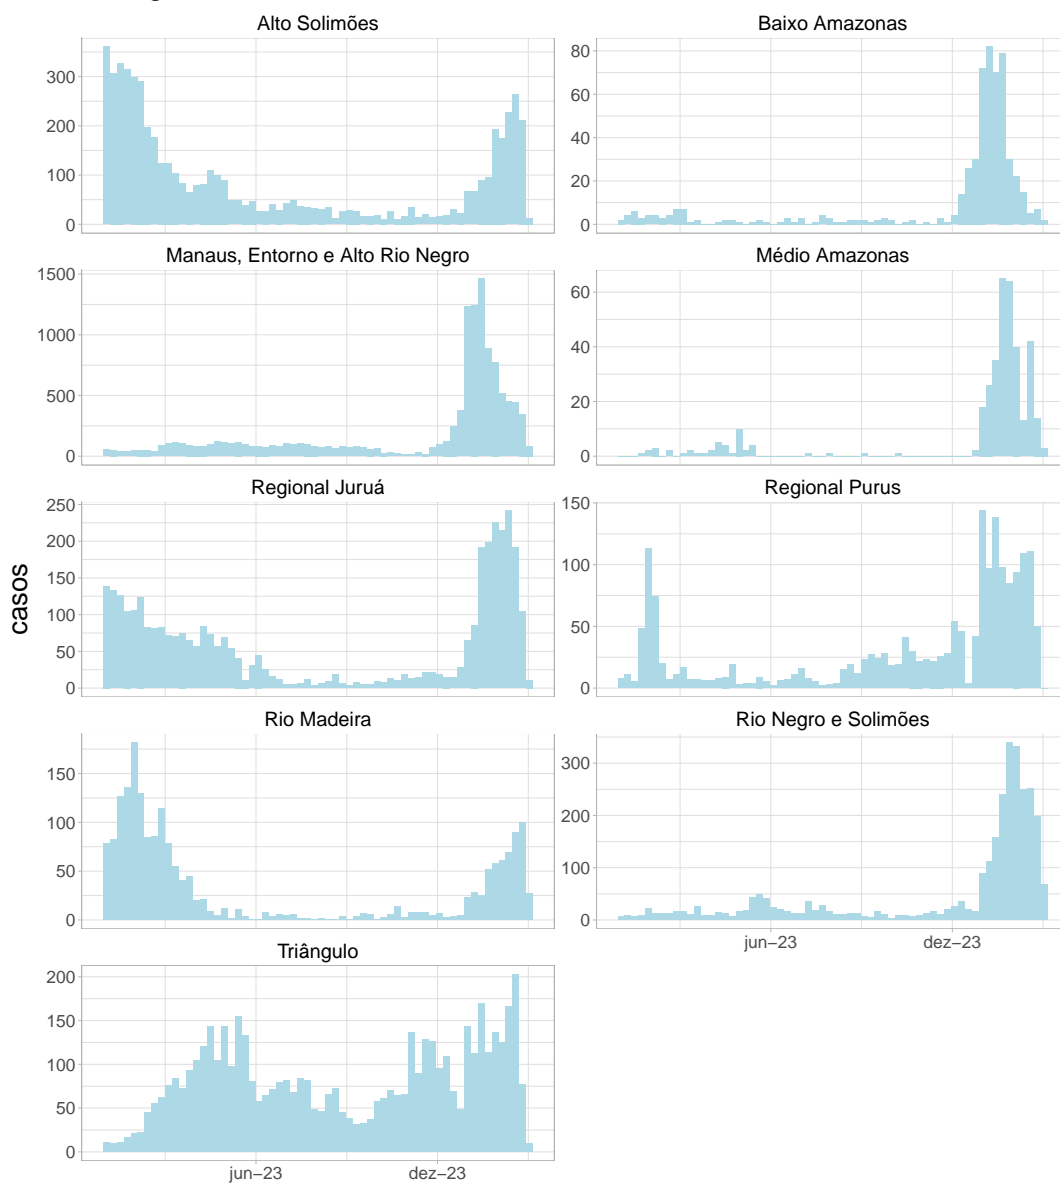 Alto Solimões
Baixo Amazonas
300
200
100
0
80
60
40
20
0
Manaus, Entorno e Alto Rio Negro
Médio Amazonas
1500
1000
500
0
60
40
20
0
Regional Juruá
Regional Purus
250
200
150
100
50
0
150
100
50
0
casos
Rio Madeira
Rio Negro e Solimões
150
100
50
0
300
200
100
0
jun−23
dez−23
Triângulo
200
150
100
50
0
jun−23
dez−23